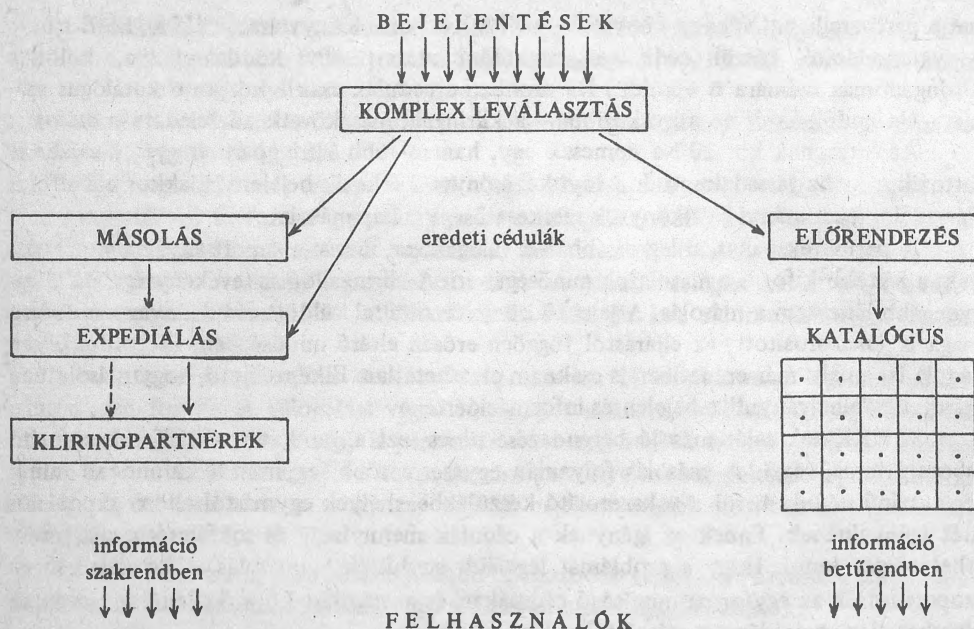 BEJELENTÉSEK
KOMPLEX LEVÁLASZTÁS
MÁSOLÁS
eredeti cédulák
ELŐRENDEZÉS
EXPEDIÁLÁS
KATALÓGUS
KLIRINGPARTNEREK
információ
szakrendben
információ
betűrendben
FELHASZNÁLÓK